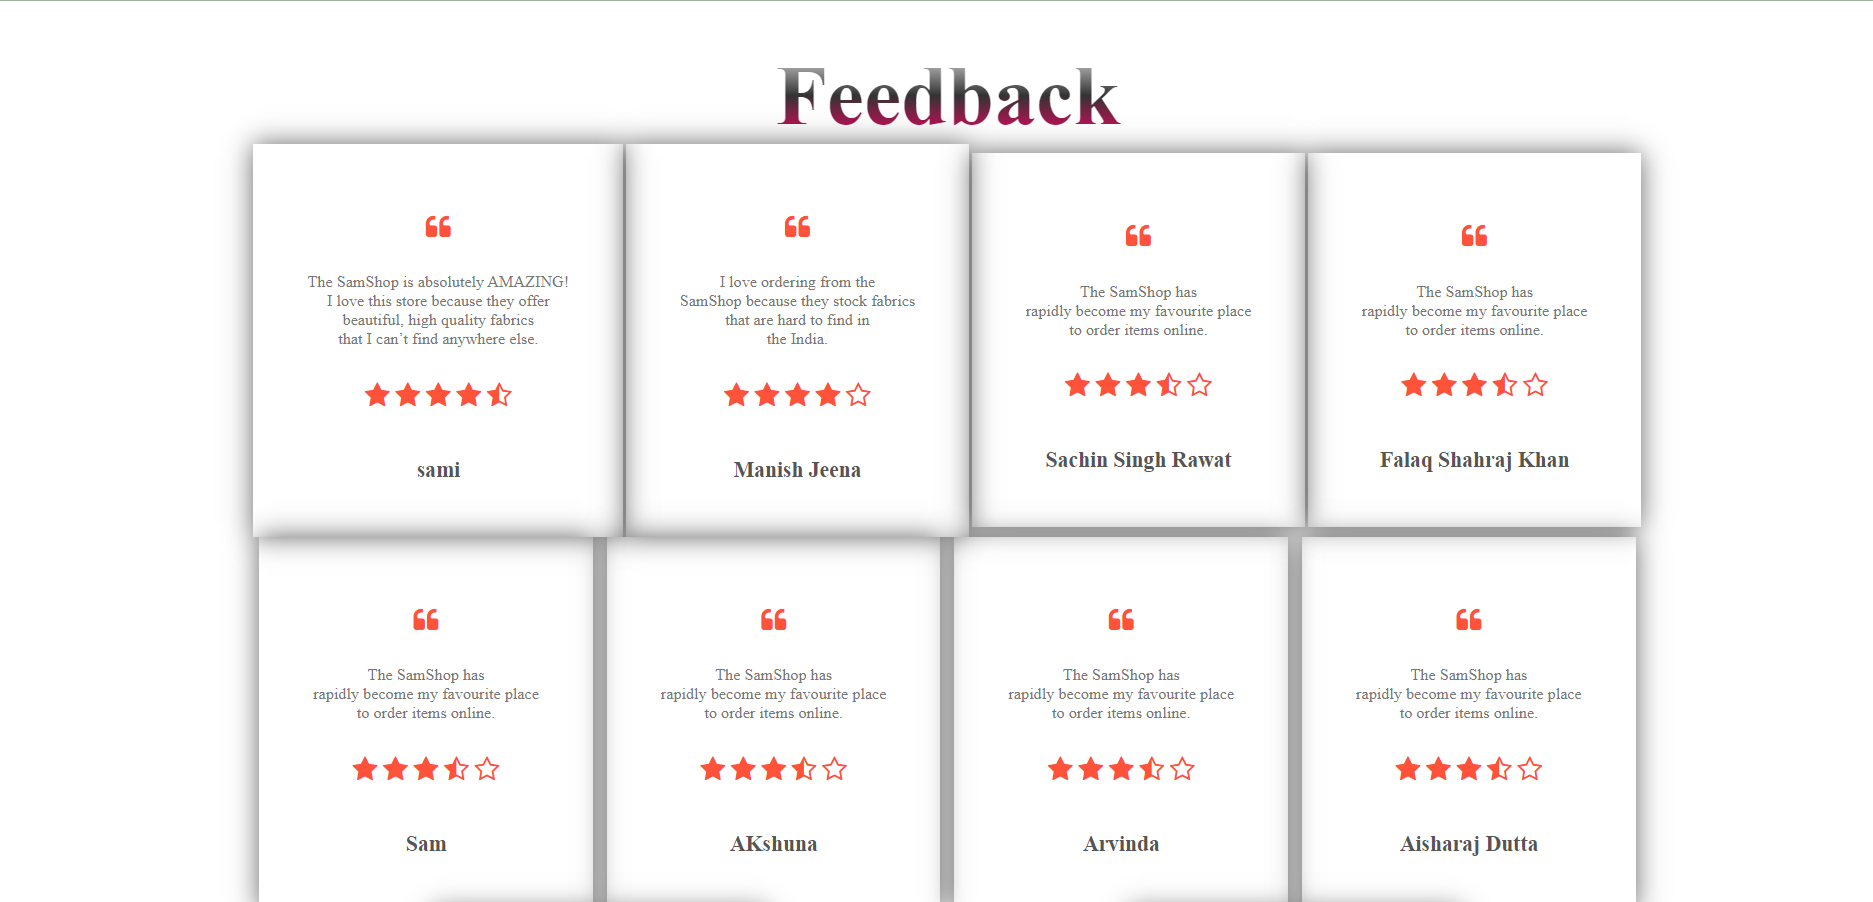 Feedback
The SamShop is absolutely AMAZING!
I love this store because they offer
beautiful, high quality fabrics
that I can't find anywhere else.
sami
I love ordering from the
SamShop because they stock fabrics
that are hard to find in
the India.
Manish Jeena
The SamShop has
rapidly become my favourite place
to order items online.
Sachin Singh Rawat
The SamShop has
rapidly become my favourite place
to order items online.
Falaq Shahraj Khan
The SamShop has
rapidly become my favourite place
to order items online.
Sam
The SamShop has
rapidly become my favourite place
to order items online.
AKshuna
The SamShop has
rapidly become my favourite place
to order items online.
Arvinda
The SamShop has
rapidly become my favourite place
to order items online.
Aisharaj Dutta